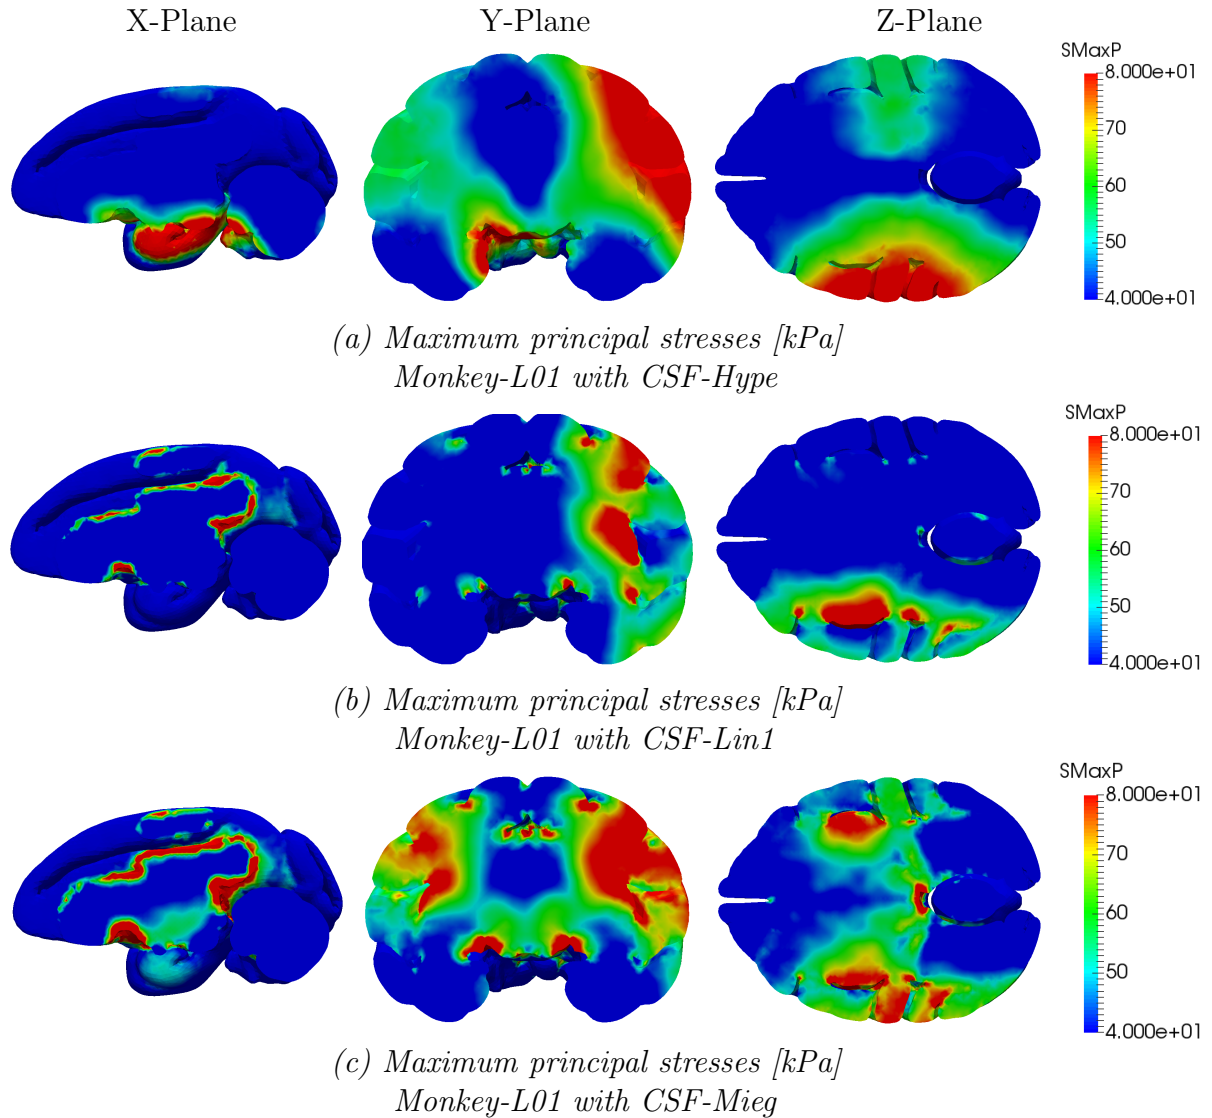 X-Plane Y-Plane Z-Plane
SMaxP
8.000e+01
70
60
50
4.000e+01
(a) Maximum principal stresses [kPa]
Monkey-L01 with CSF-Hype
SMaxP
8.000e+01
70
60
50
4.000e+01
(b) Maximum principal stresses [kPa]
Monkey-L01 with CSF-Lin1
SMaxP
8.000e+01
70
60
50
4.000e+01
(c) Maximum principal stresses [kPa]
Monkey-L01 with CSF-Mieg